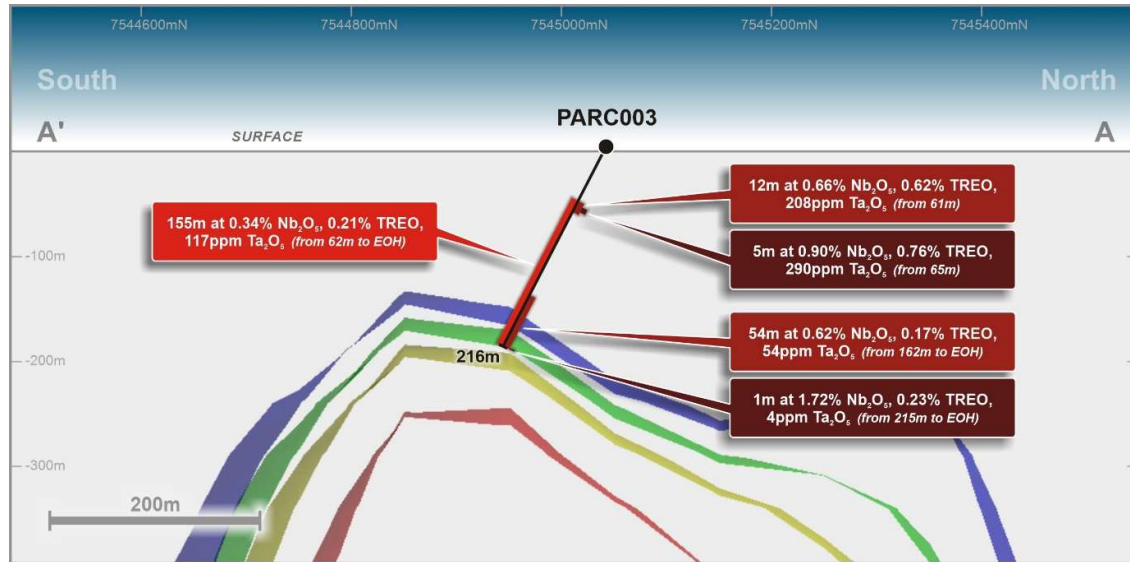 7544600mN 7544800mN 7545000mN 7545200mN 7545400mN
South North
A' SURFACE PARC003 A
12m at 0.66% Nb₂O₅, 0.62% TREO,
208ppm Ta₂O₅ (from 61m)
155m at 0.34% Nb₂O₅, 0.21% TREO,
117ppm Ta₂O₅ (from 62m to EOH)
5m at 0.90% Nb₂O₅, 0.76% TREO,
290ppm Ta₂O₅ (from 65m)
-100m
54m at 0.62% Nb₂O₅, 0.17% TREO,
54ppm Ta₂O₅ (from 162m to EOH)
-200m
216m
1m at 1.72% Nb₂O₅, 0.23% TREO,
4ppm Ta₂O₅ (from 215m to EOH)
-300m
200m